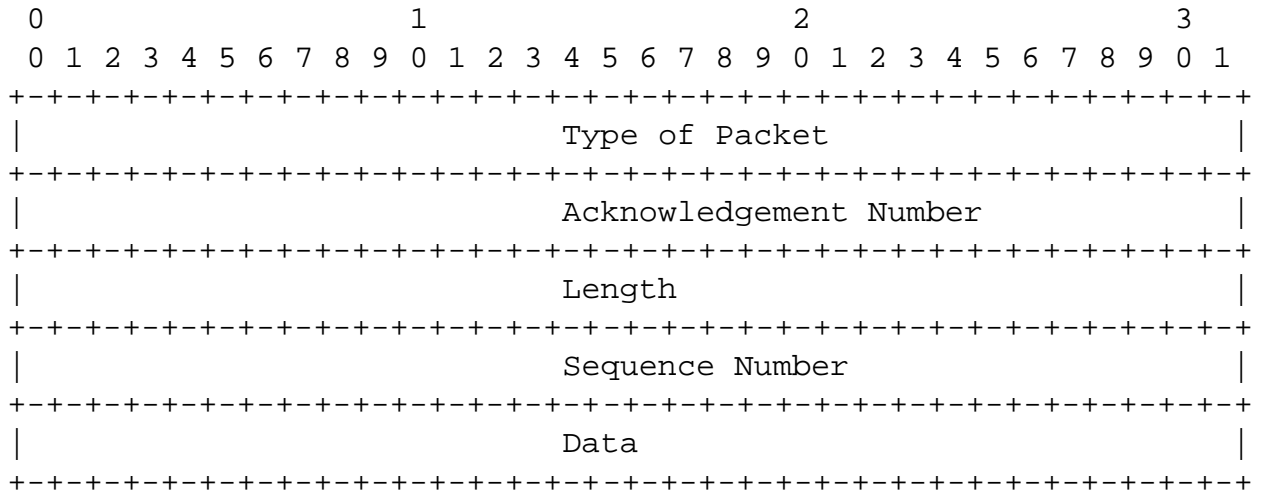 0                   1                   2                   3
 0 1 2 3 4 5 6 7 8 9 0 1 2 3 4 5 6 7 8 9 0 1 2 3 4 5 6 7 8 9 0 1
+-+-+-+-+-+-+-+-+-+-+-+-+-+-+-+-+-+-+-+-+-+-+-+-+-+-+-+-+-+-+-+-+
|                            Type of Packet                     |
+-+-+-+-+-+-+-+-+-+-+-+-+-+-+-+-+-+-+-+-+-+-+-+-+-+-+-+-+-+-+-+-+
|                            Acknowledgement Number             |
+-+-+-+-+-+-+-+-+-+-+-+-+-+-+-+-+-+-+-+-+-+-+-+-+-+-+-+-+-+-+-+-+
|                            Length                             |
+-+-+-+-+-+-+-+-+-+-+-+-+-+-+-+-+-+-+-+-+-+-+-+-+-+-+-+-+-+-+-+-+
|                            Sequence Number                    |
+-+-+-+-+-+-+-+-+-+-+-+-+-+-+-+-+-+-+-+-+-+-+-+-+-+-+-+-+-+-+-+-+
|                            Data                               |
+-+-+-+-+-+-+-+-+-+-+-+-+-+-+-+-+-+-+-+-+-+-+-+-+-+-+-+-+-+-+-+-+